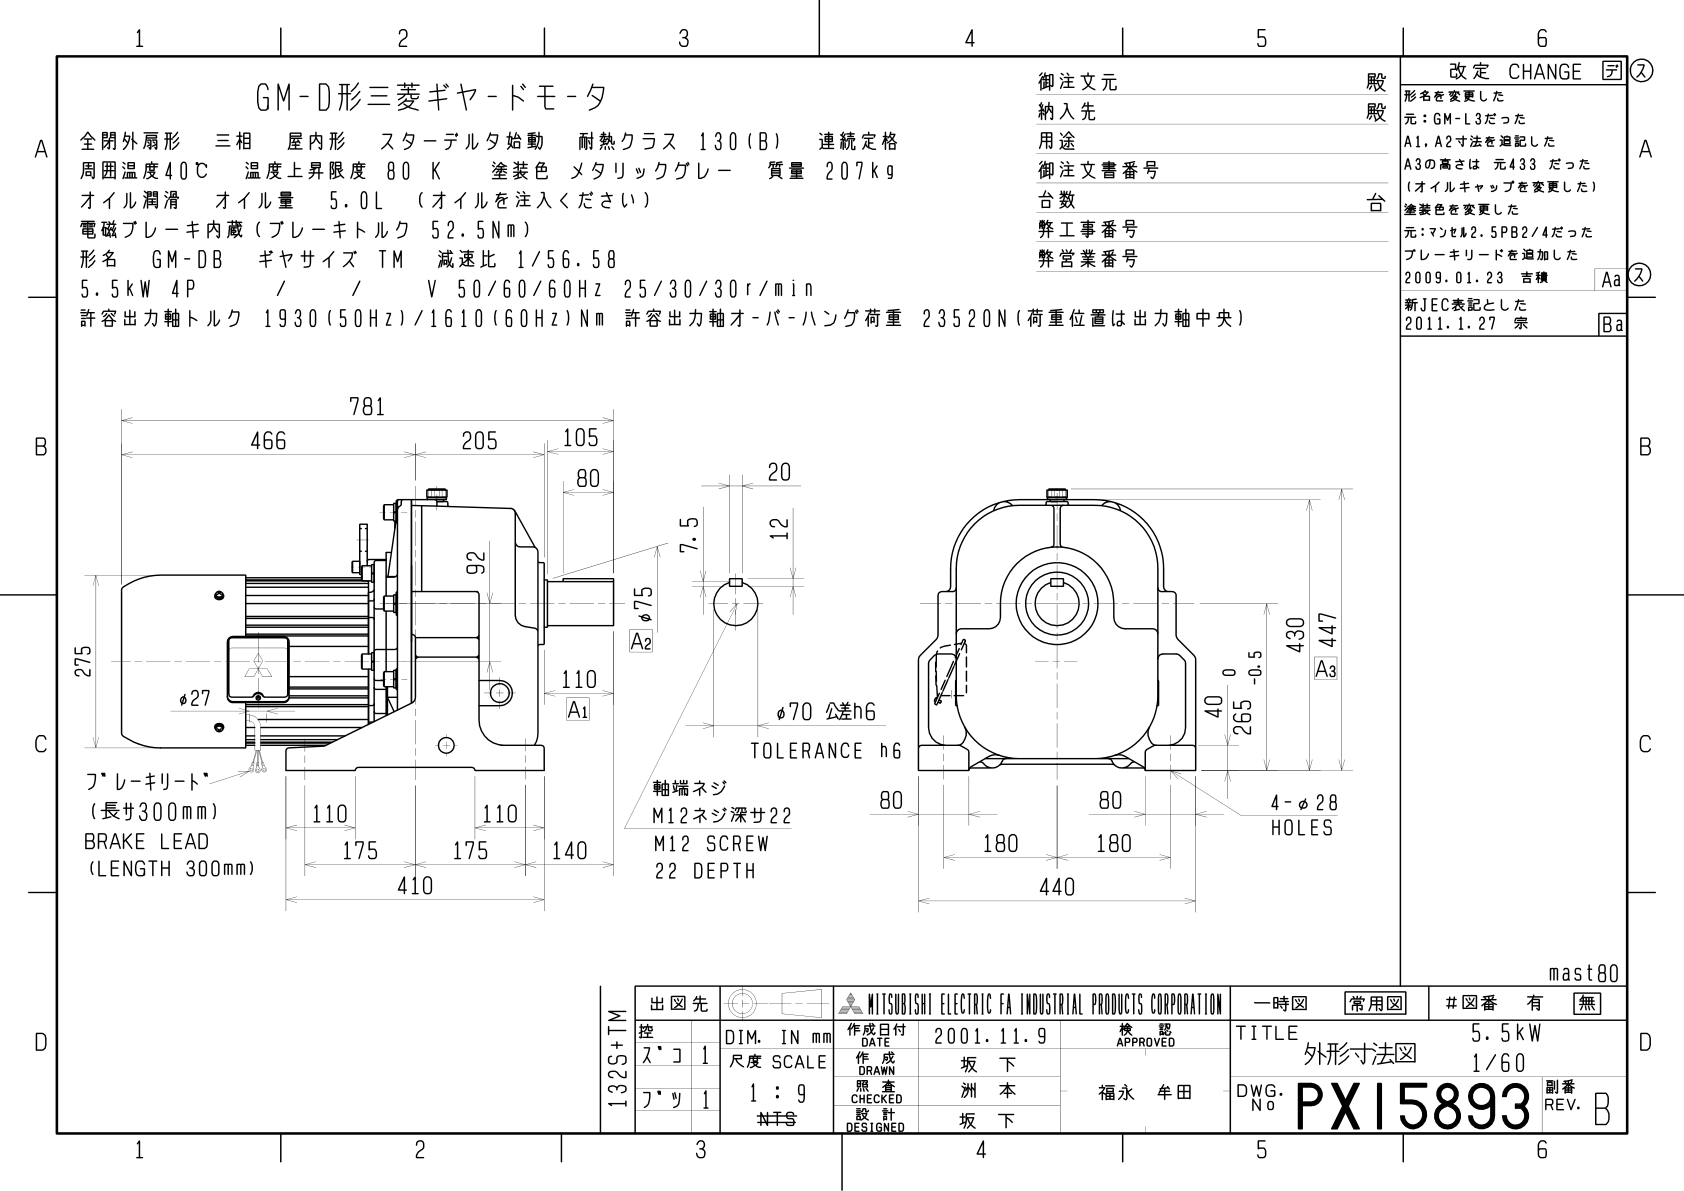 1 2 3 4 5 6
A
B
C
D
GM-D形三菱ギヤードモータ
全閉外扇形 三相 屋内形 スターデルタ始動 耐熱クラス 130(B) 連続定格
周囲温度40℃ 温度上昇限度 80 K 塗装色 メタリックグレー 質量 207kg
オイル潤滑 オイル量 5.0L (オイルを注入ください)
電磁ブレーキ内蔵(ブレーキトルク 52.5Nm)
形名 GM-DB ギヤサイズ TM 減速比 1/56.58
5.5kW 4P / / V 50/60/60Hz 25/30/30r/min
許容出力軸トルク 1930(50Hz)/1610(60Hz)Nm 許容出力軸オーバーハング荷重 23520N(荷重位置は出力軸中央)
御注文元 殿
納入先 殿
用途
御注文書番号
台数 台
弊工事番号
弊営業番号
改定 CHANGE デ ス
形名を変更した
元:GM-L3だった
A1,A2寸法を追記した
A3の高さは 元433 だった
(オイルキャップを変更した)
塗装色を変更した
元:マンセル2.5PB2/4だった
ブレーキリードを追加した
2009.01.23 吉積 Aa ス
新JEC表記とした
2011.1.27 宗 Ba
A
B
C
D
781
466 205 105
80
92
275
φ27
φ75
A2
110
A1
ブレーキリード
(長サ300mm)
BRAKE LEAD
(LENGTH 300mm)
110 110
175 175 140
410
20
7.5
12
φ70 公差h6
TOLERANCE h6
軸端ネジ
M12ネジ深サ22
M12 SCREW
22 DEPTH
430
447
A3
40
265 0 -0.5
80 80
180 180
440
4-φ28
HOLES
mast80
132S+TM
出図先
控
ズコ 1
ブツ 1
DIM. IN mm
尺度 SCALE
1 : 9
NTS
MITSUBISHI ELECTRIC FA INDUSTRIAL PRODUCTS CORPORATION
作成日付 DATE 2001.11.9
作成 DRAWN 坂下
照査 CHECKED 洲本
設計 DESIGNED 坂下
検認 APPROVED
福永 牟田
一時図 常用図 #図番 有 無
TITLE 外形寸法図
5.5kW
1/60
DWG. No PX15893
副番 REV. B
1 2 3 4 5 6